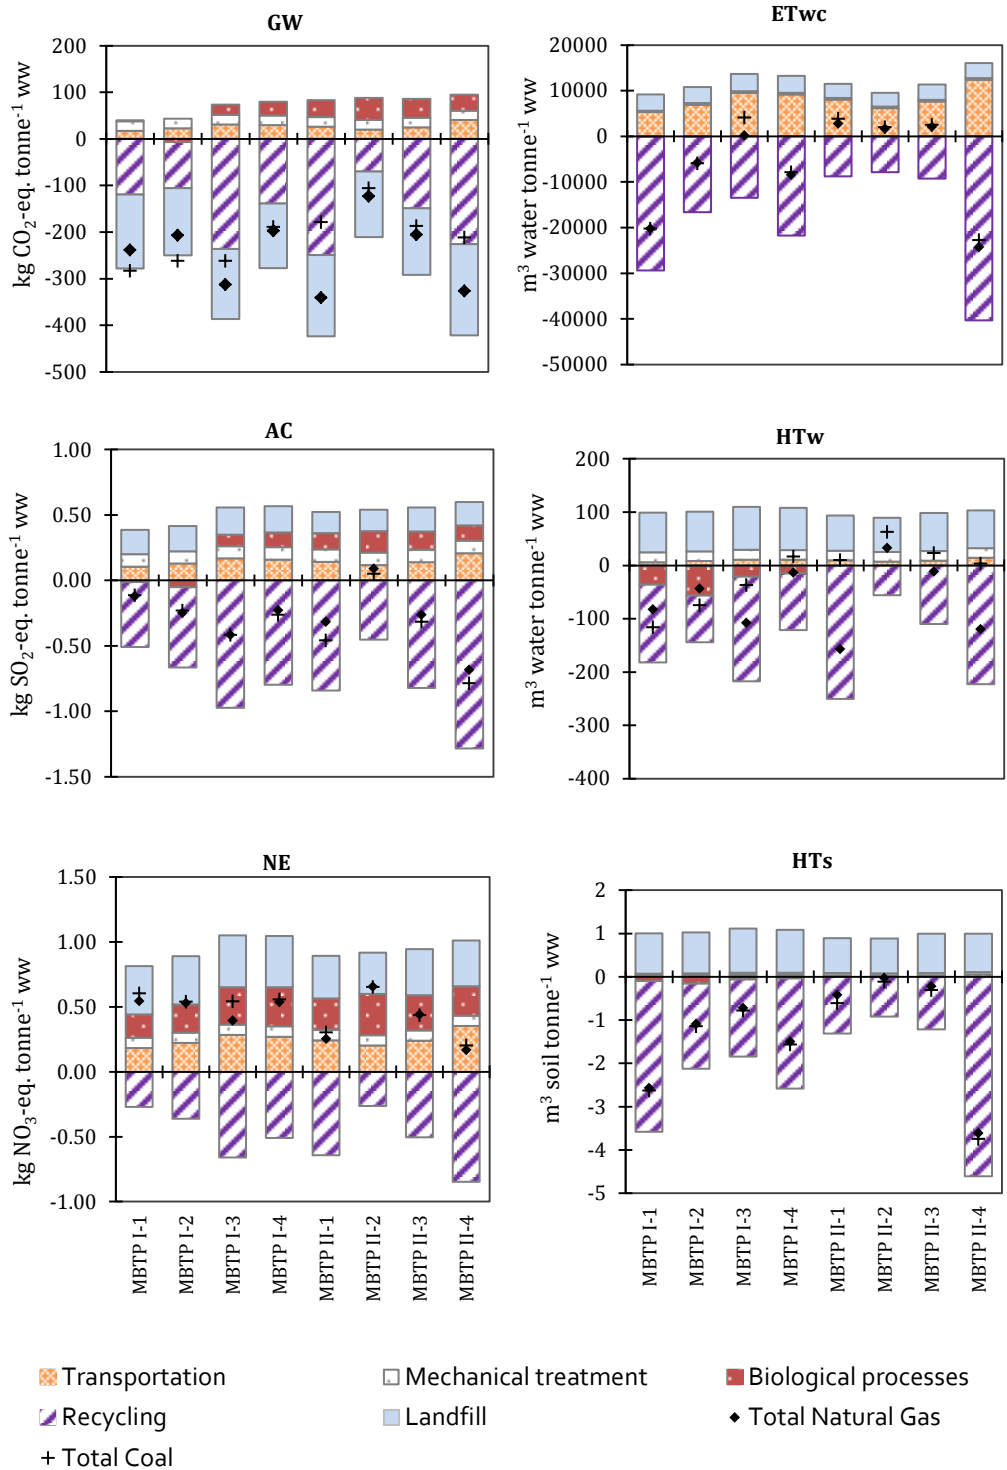 GW
200
100
0
-100
-200
-300
-400
-500
kg CO₂-eq. tonne⁻¹ ww
ETwc
20000
10000
0
-10000
-20000
-30000
-40000
-50000
m³ water tonne⁻¹ ww
AC
1.00
0.50
0.00
-0.50
-1.00
-1.50
kg SO₂-eq. tonne⁻¹ ww
HTw
200
100
0
-100
-200
-300
-400
m³ water tonne⁻¹ ww
NE
1.50
1.00
0.50
0.00
-0.50
-1.00
kg NO₃-eq. tonne⁻¹ ww
MBTP I-1
MBTP I-2
MBTP I-3
MBTP I-4
MBTP II-1
MBTP II-2
MBTP II-3
MBTP II-4
HTs
2
1
0
-1
-2
-3
-4
-5
m³ soil tonne⁻¹ ww
MBTP I-1
MBTP I-2
MBTP I-3
MBTP I-4
MBTP II-1
MBTP II-2
MBTP II-3
MBTP II-4
Transportation
Mechanical treatment
Biological processes
Recycling
Landfill
Total Natural Gas
Total Coal